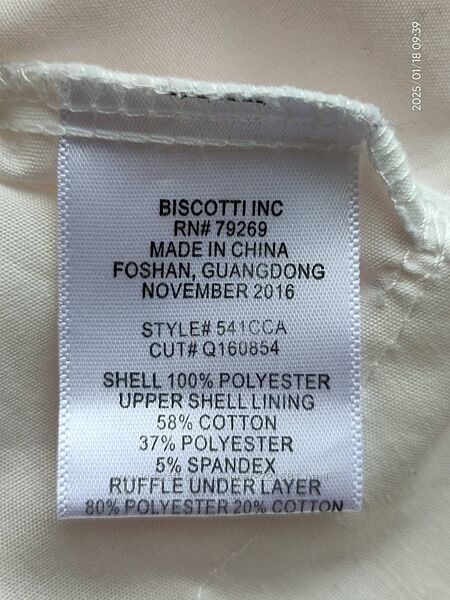 2025/01/18 09:39
BISCOTTI INC
RN# 79269
MADE IN CHINA
FOSHAN, GUANGDONG
NOVEMBER 2016
STYLE# 541CCA
CUT# Q160854
SHELL 100% POLYESTER
UPPER SHELL LINING
58% COTTON
37% POLYESTER
5% SPANDEX
RUFFLE UNDER LAYER
80% POLYESTER 20% COTTON